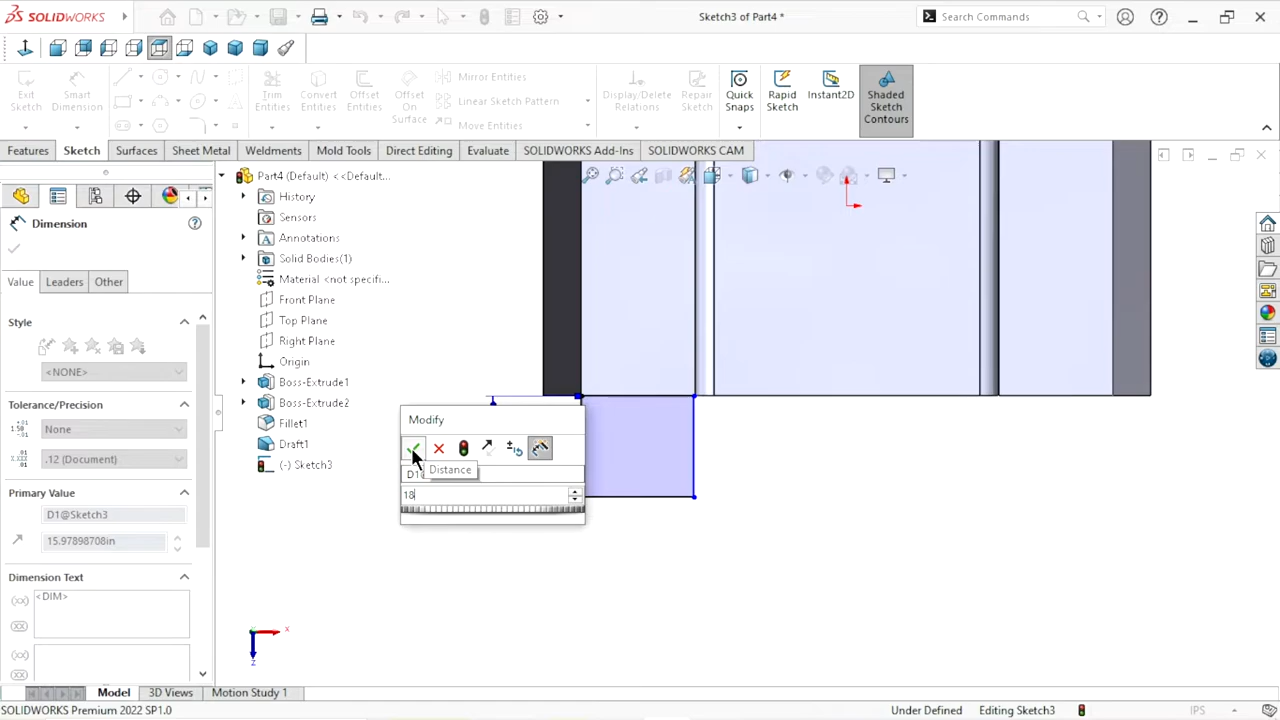 SOLIDWORKS
Sketch3 of Part4 *
Search Commands
Exit Sketch
Smart Dimension
Trim Entities
Convert Entities
Offset Entities
Offset On Surface
Mirror Entities
Linear Sketch Pattern
Move Entities
Display/Delete Relations
Repair Sketch
Quick Snaps
Rapid Sketch
Instant2D
Shaded Sketch Contours
Features
Sketch
Surfaces
Sheet Metal
Weldments
Mold Tools
Direct Editing
Evaluate
SOLIDWORKS Add-Ins
SOLIDWORKS CAM
Dimension
Value
Leaders
Other
Style
<NONE>
Tolerance/Precision
None
.12 (Document)
Primary Value
D1@Sketch3
15.97898708in
Dimension Text
<DIM>
Part4 (Default) <<Default...
History
Sensors
Annotations
Solid Bodies(1)
Material <not specifi...
Front Plane
Top Plane
Right Plane
Origin
Boss-Extrude1
Boss-Extrude2
Fillet1
Draft1
(-) Sketch3
Modify
Distance
18
x
z
Model
3D Views
Motion Study 1
SOLIDWORKS Premium 2022 SP1.0
Under Defined
Editing Sketch3
IPS